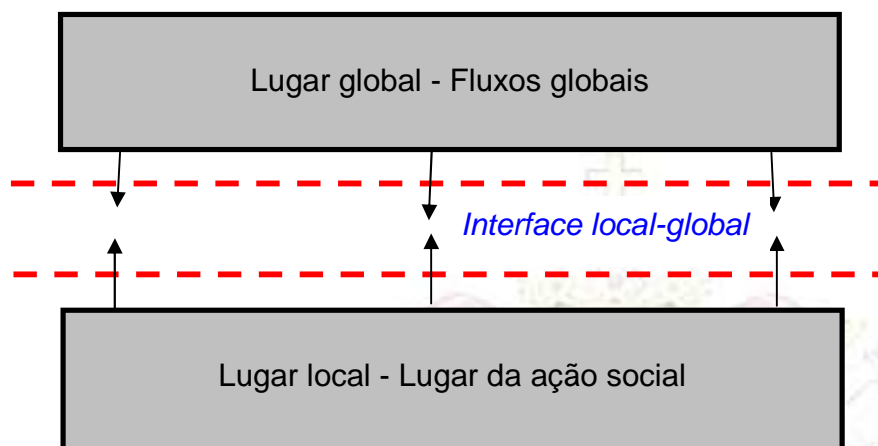 Lugar global - Fluxos globais
Interface local-global
Lugar local - Lugar da ação social